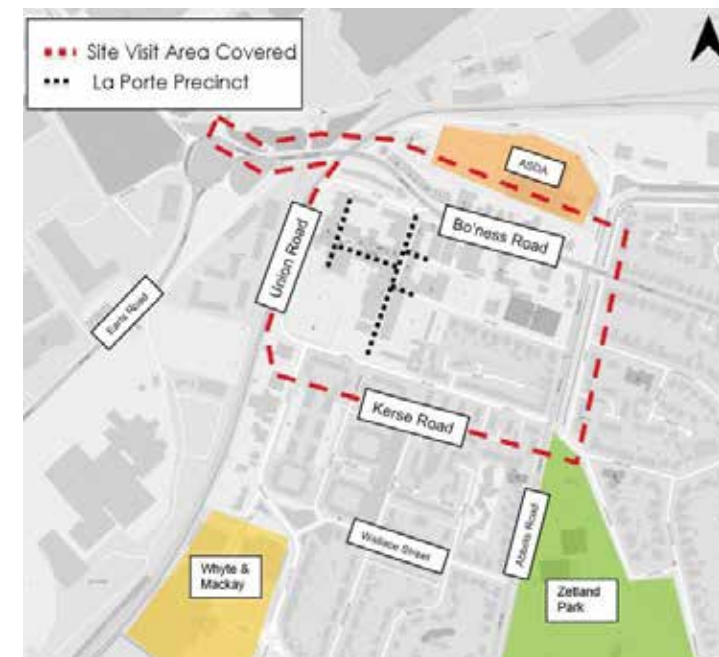 Site Visit Area Covered
La Porte Precinct
ASDA
Bo'ness Road
Union Road
Earls Road
Kerse Road
Abbots Road
Wallace Street
Whyte &
Mackay
Zetland
Park